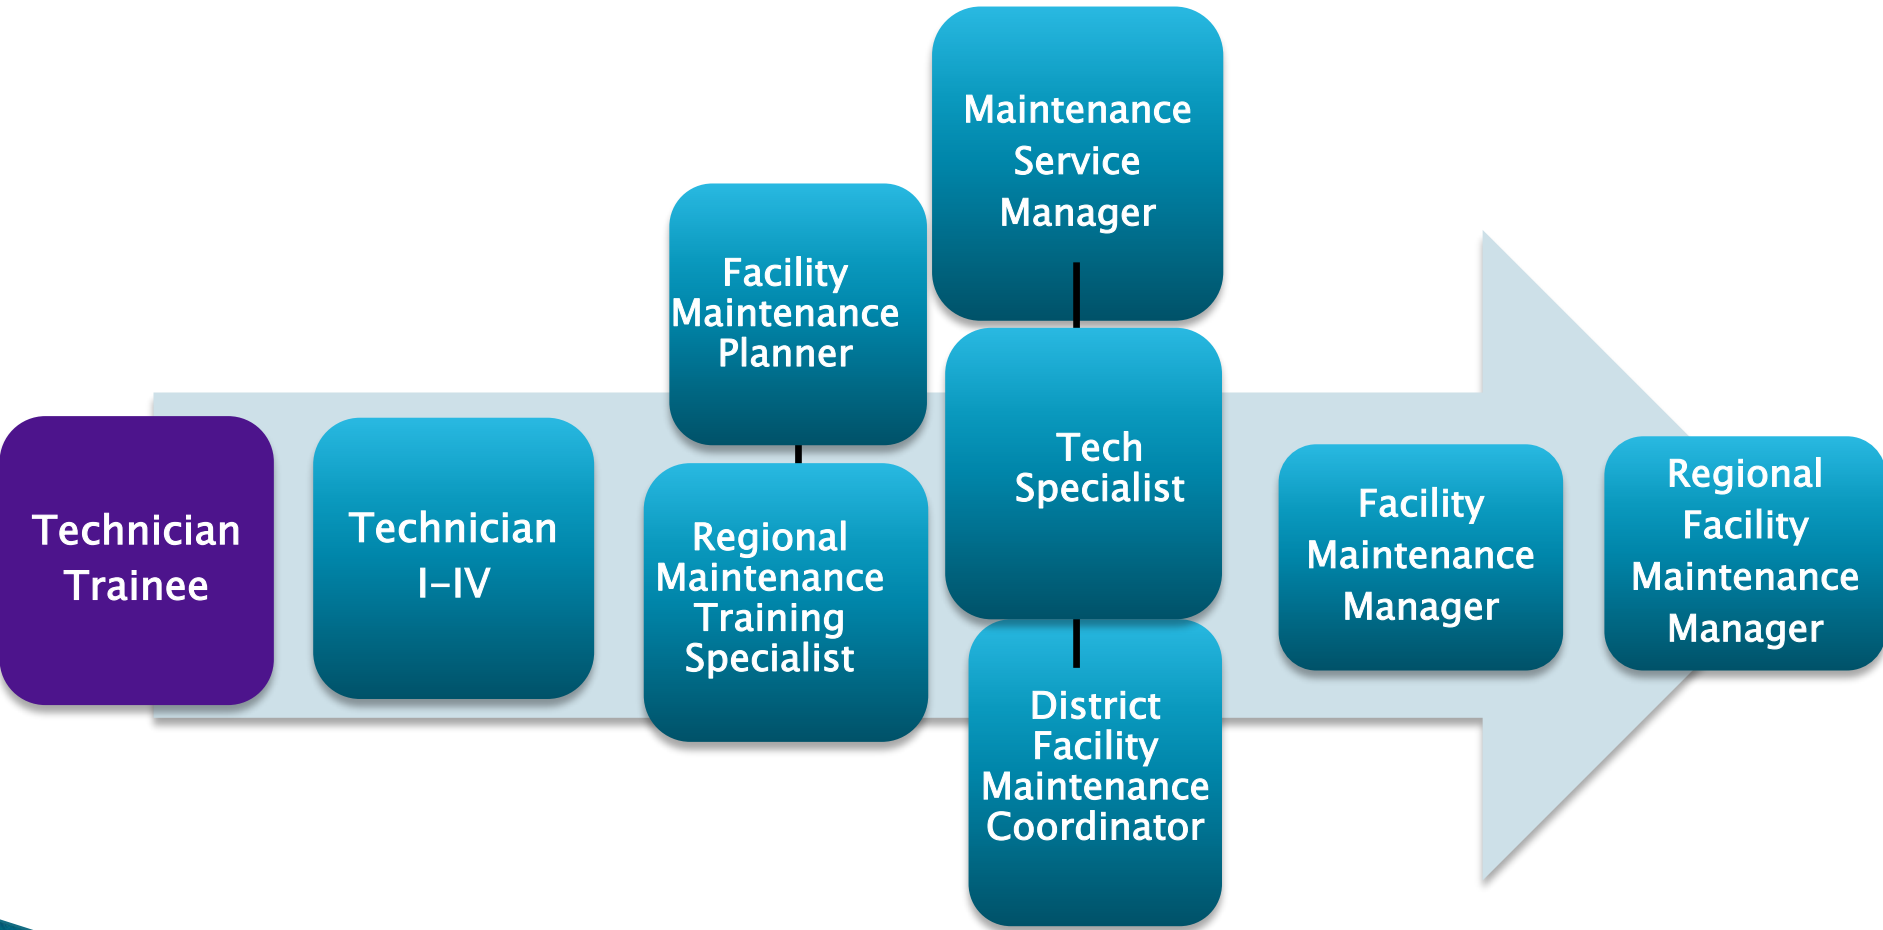 Technician
Trainee
Technician
I–IV
Facility
Maintenance
Planner
Regional
Maintenance
Training
Specialist
Maintenance
Service
Manager
Tech
Specialist
District
Facility
Maintenance
Coordinator
Facility
Maintenance
Manager
Regional
Facility
Maintenance
Manager